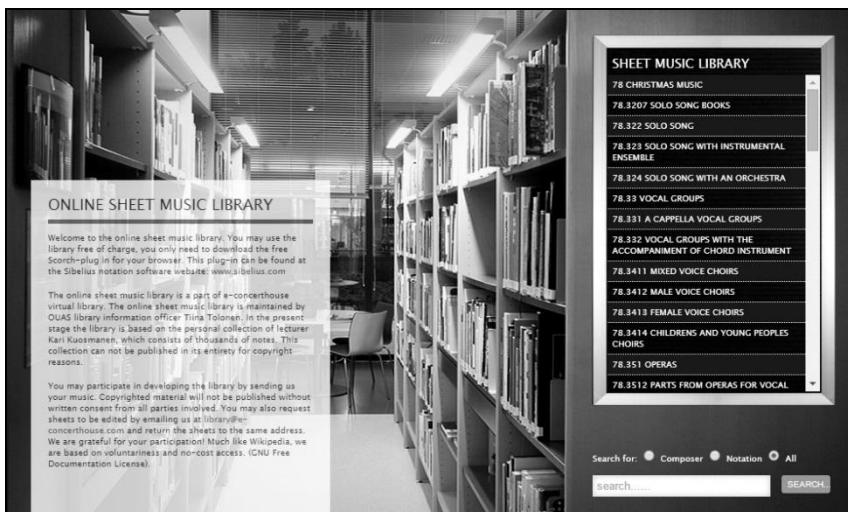 ONLINE SHEET MUSIC LIBRARY
Welcome to the online sheet music library. You may use the
library free of charge, you only need to download the free
Scorch-plug in for your browser. This plug-in can be found at
the Sibelius notation software website: www.sibelius.com
The online sheet music library is a part of e-concerthouse
virtual library. The online sheet music library is maintained by
OUAS library information officer Tiina Tolonen. In the present
stage the library is based on the personal collection of lecturer
Kari Kuosmanen, which consists of thousands of notes. This
collection can not be published in its entirety for copyright
reasons.
You may participate in developing the library by sending us
your music. Copyrighted material will not be published without
written consent from all parties involved. You may also request
sheets to be edited by emailing us at library@e-
concerthouse.com and return the sheets to the same address.
We are grateful for your participation! Much like Wikipedia, we
are based on voluntariness and no-cost access. (GNU Free
Documentation License).
SHEET MUSIC LIBRARY
78 CHRISTMAS MUSIC
78.3207 SOLO SONG BOOKS
78.322 SOLO SONG
78.323 SOLO SONG WITH INSTRUMENTAL
ENSEMBLE
78.324 SOLO SONG WITH AN ORCHESTRA
78.33 VOCAL GROUPS
78.331 A CAPPELLA VOCAL GROUPS
78.332 VOCAL GROUPS WITH THE
ACCOMPANIMENT OF CHORD INSTRUMENT
78.3411 MIXED VOICE CHOIRS
78.3412 MALE VOICE CHOIRS
78.3413 FEMALE VOICE CHOIRS
78.3414 CHILDRENS AND YOUNG PEOPLES
CHOIRS
78.351 OPERAS
78.3512 PARTS FROM OPERAS FOR VOCAL
Search for: Composer Notation All
search...... SEARCH..